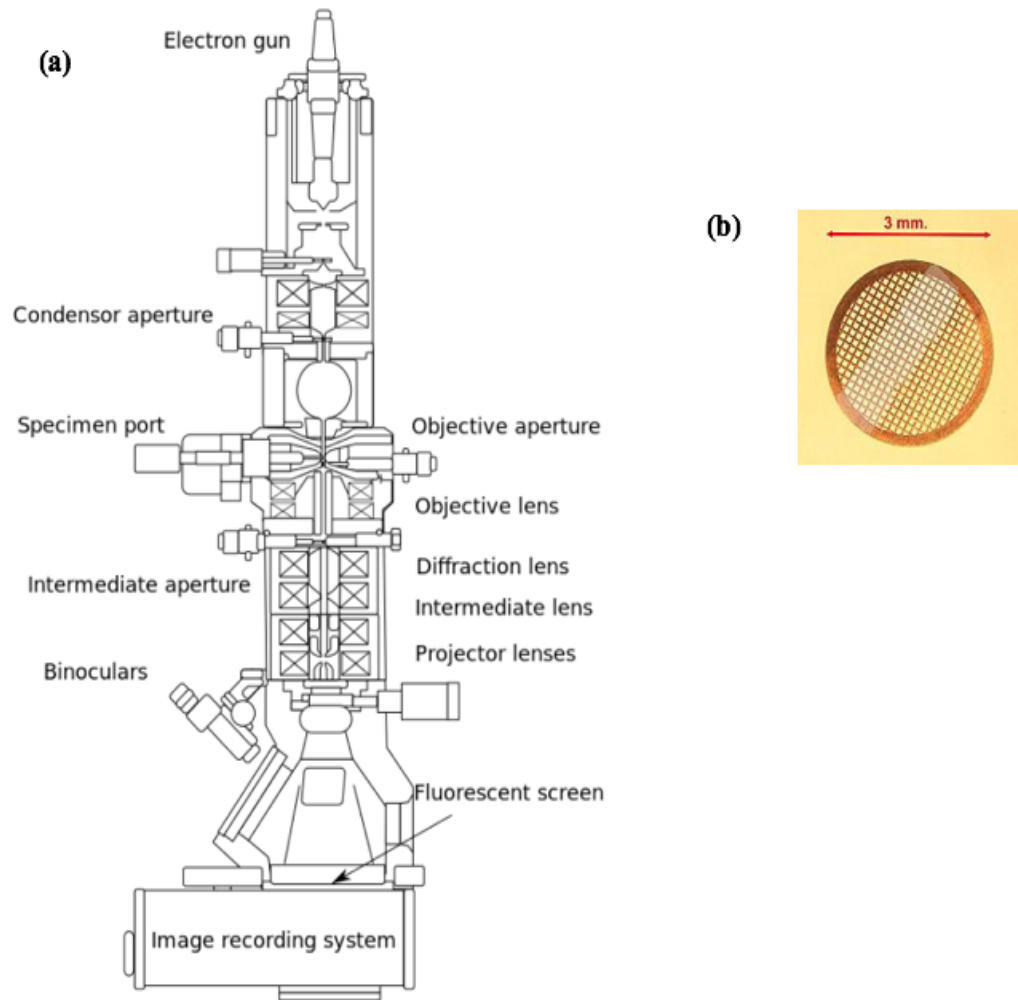 Electron gun
(a)
Condensor aperture
Specimen port
Objective aperture
Objective lens
Intermediate aperture
Diffraction lens
Intermediate lens
Projector lenses
Binoculars
Fluorescent screen
Image recording system
(b)
3 mm.